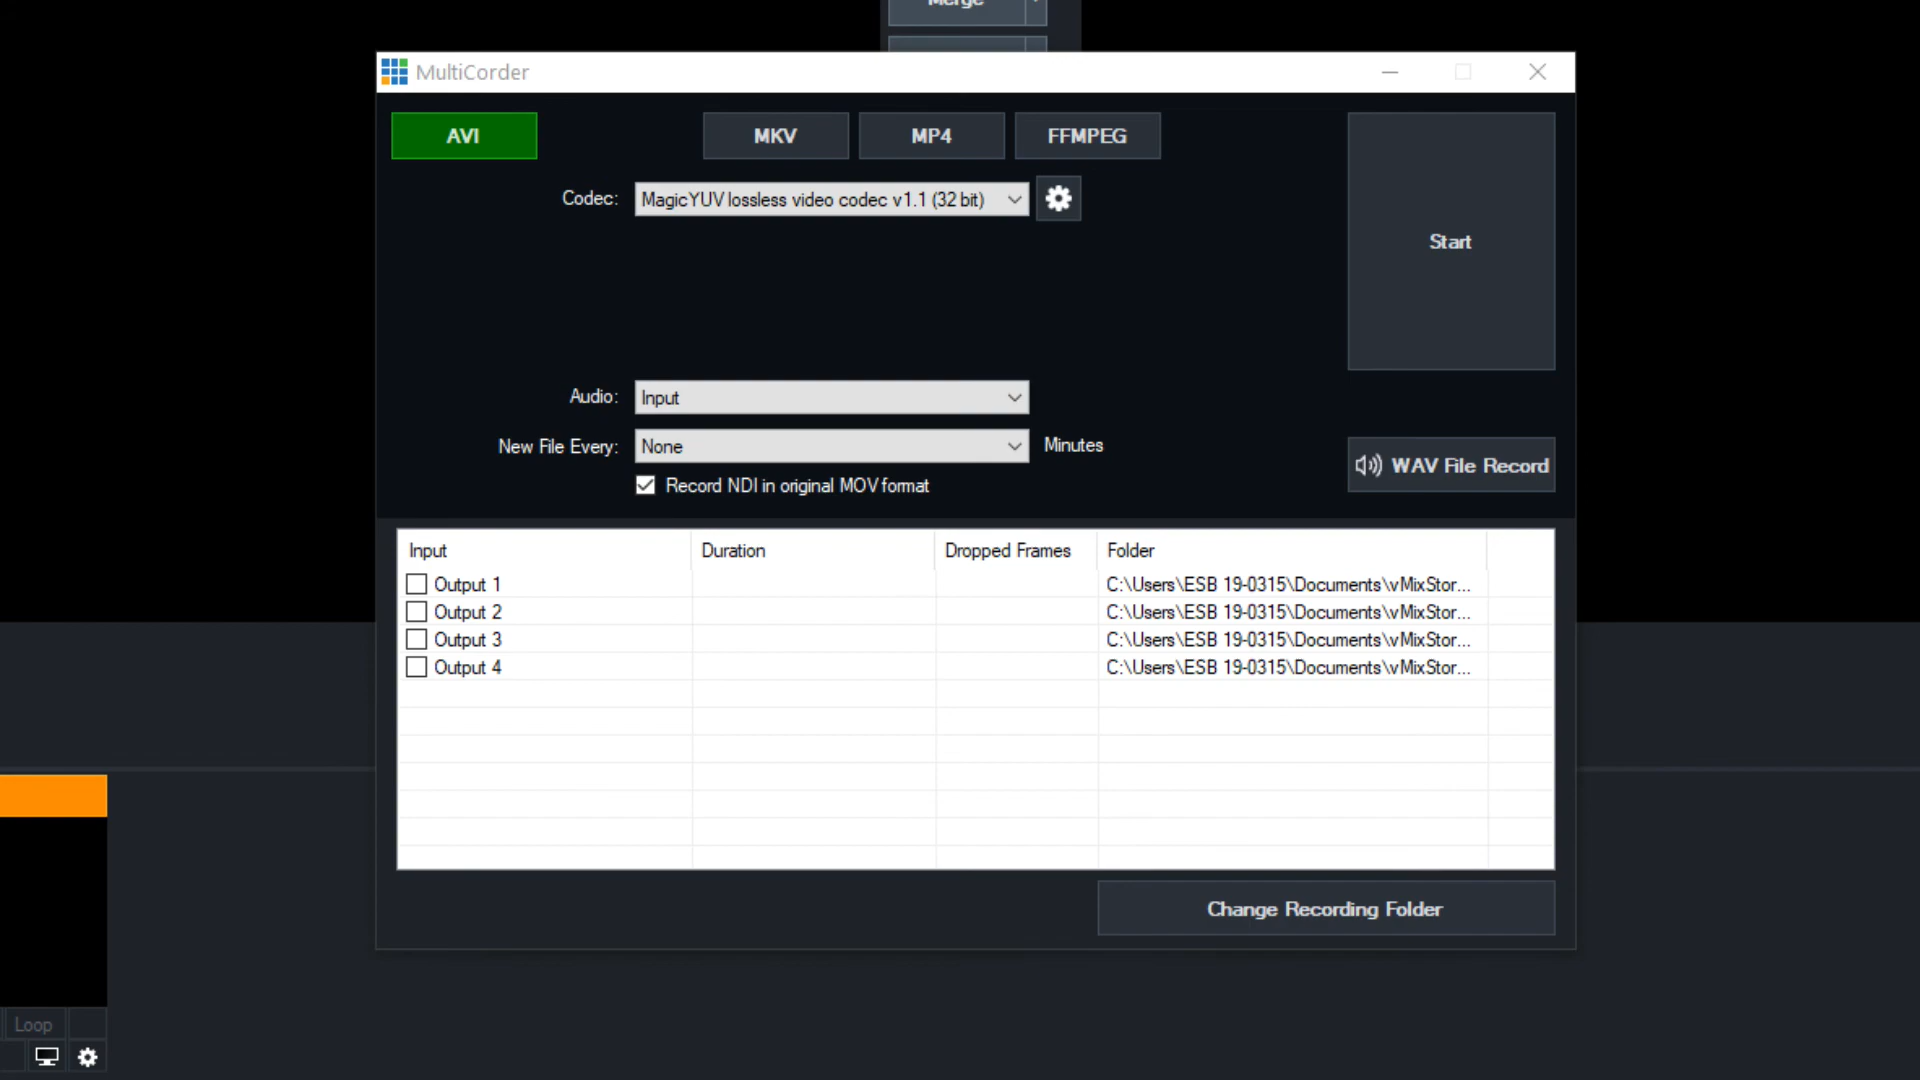 Merge
MultiCorder
AVI
MKV
MP4
FFMPEG
Codec:
MagicYUV lossless video codec v1.1 (32 bit)
Start
Audio:
Input
New File Every:
None
Minutes
Record NDI in original MOV format
WAV File Record
Input Duration Dropped Frames Folder
Output 1 C:\Users\ESB 19-0315\Documents\vMixStor...
Output 2 C:\Users\ESB 19-0315\Documents\vMixStor...
Output 3 C:\Users\ESB 19-0315\Documents\vMixStor...
Output 4 C:\Users\ESB 19-0315\Documents\vMixStor...
Change Recording Folder
Loop